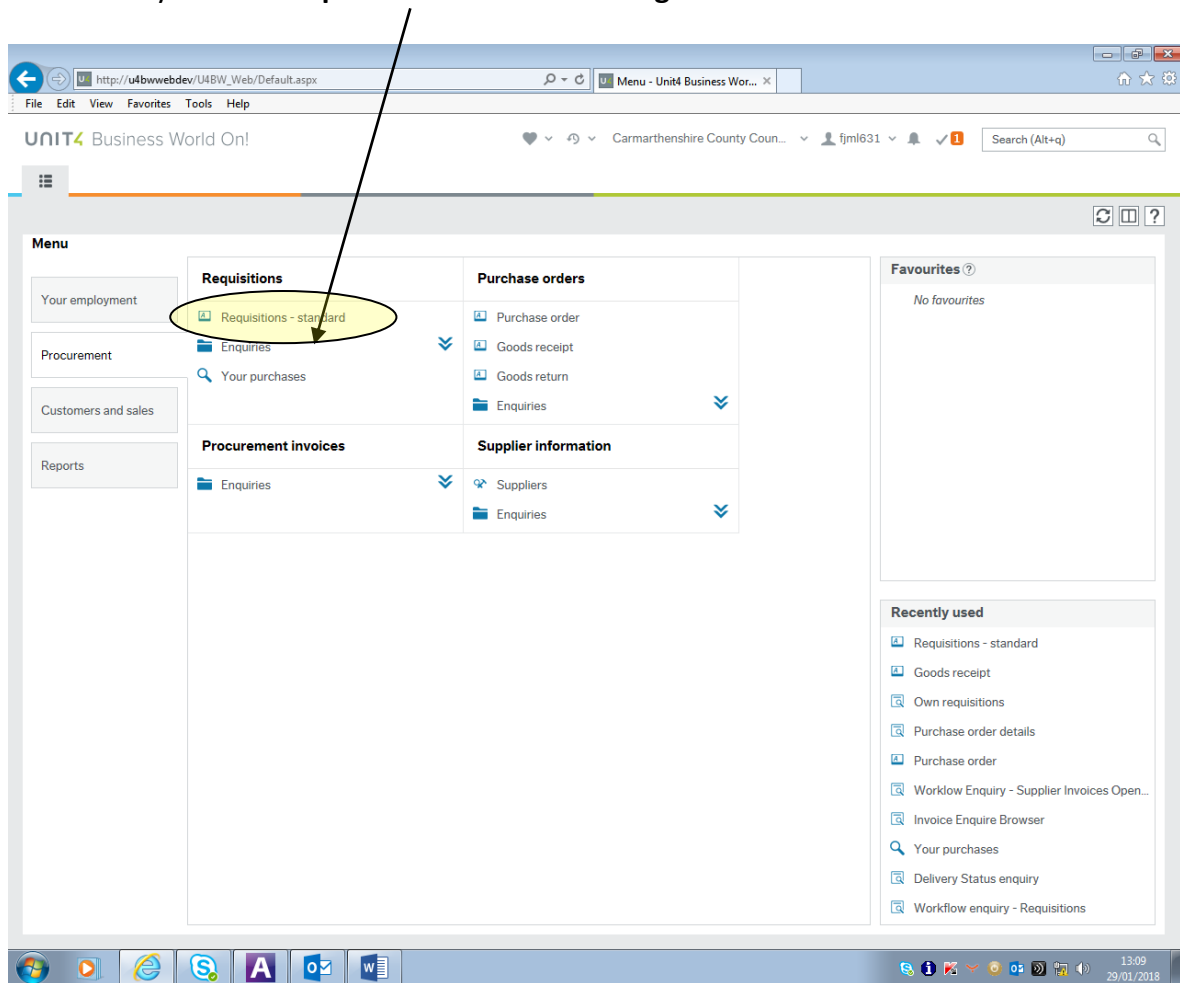 http://u4bwwebdev/U4BW_Web/Default.aspx
Menu - Unit4 Business Wor...
File Edit View Favorites Tools Help
UNIT4 Business World On!
Carmarthenshire County Coun...
fjml631
1
Search (Alt+q)
?
Menu
Your employment
Procurement
Customers and sales
Reports
Requisitions
Requisitions - standard
Enquiries
Your purchases
Purchase orders
Purchase order
Goods receipt
Goods return
Enquiries
Procurement invoices
Enquiries
Supplier information
Suppliers
Enquiries
Favourites ?
No favourites
Recently used
Requisitions - standard
Goods receipt
Own requisitions
Purchase order details
Purchase order
Worklow Enquiry - Supplier Invoices Open...
Invoice Enquire Browser
Your purchases
Delivery Status enquiry
Workflow enquiry - Requisitions
13:09
29/01/2018